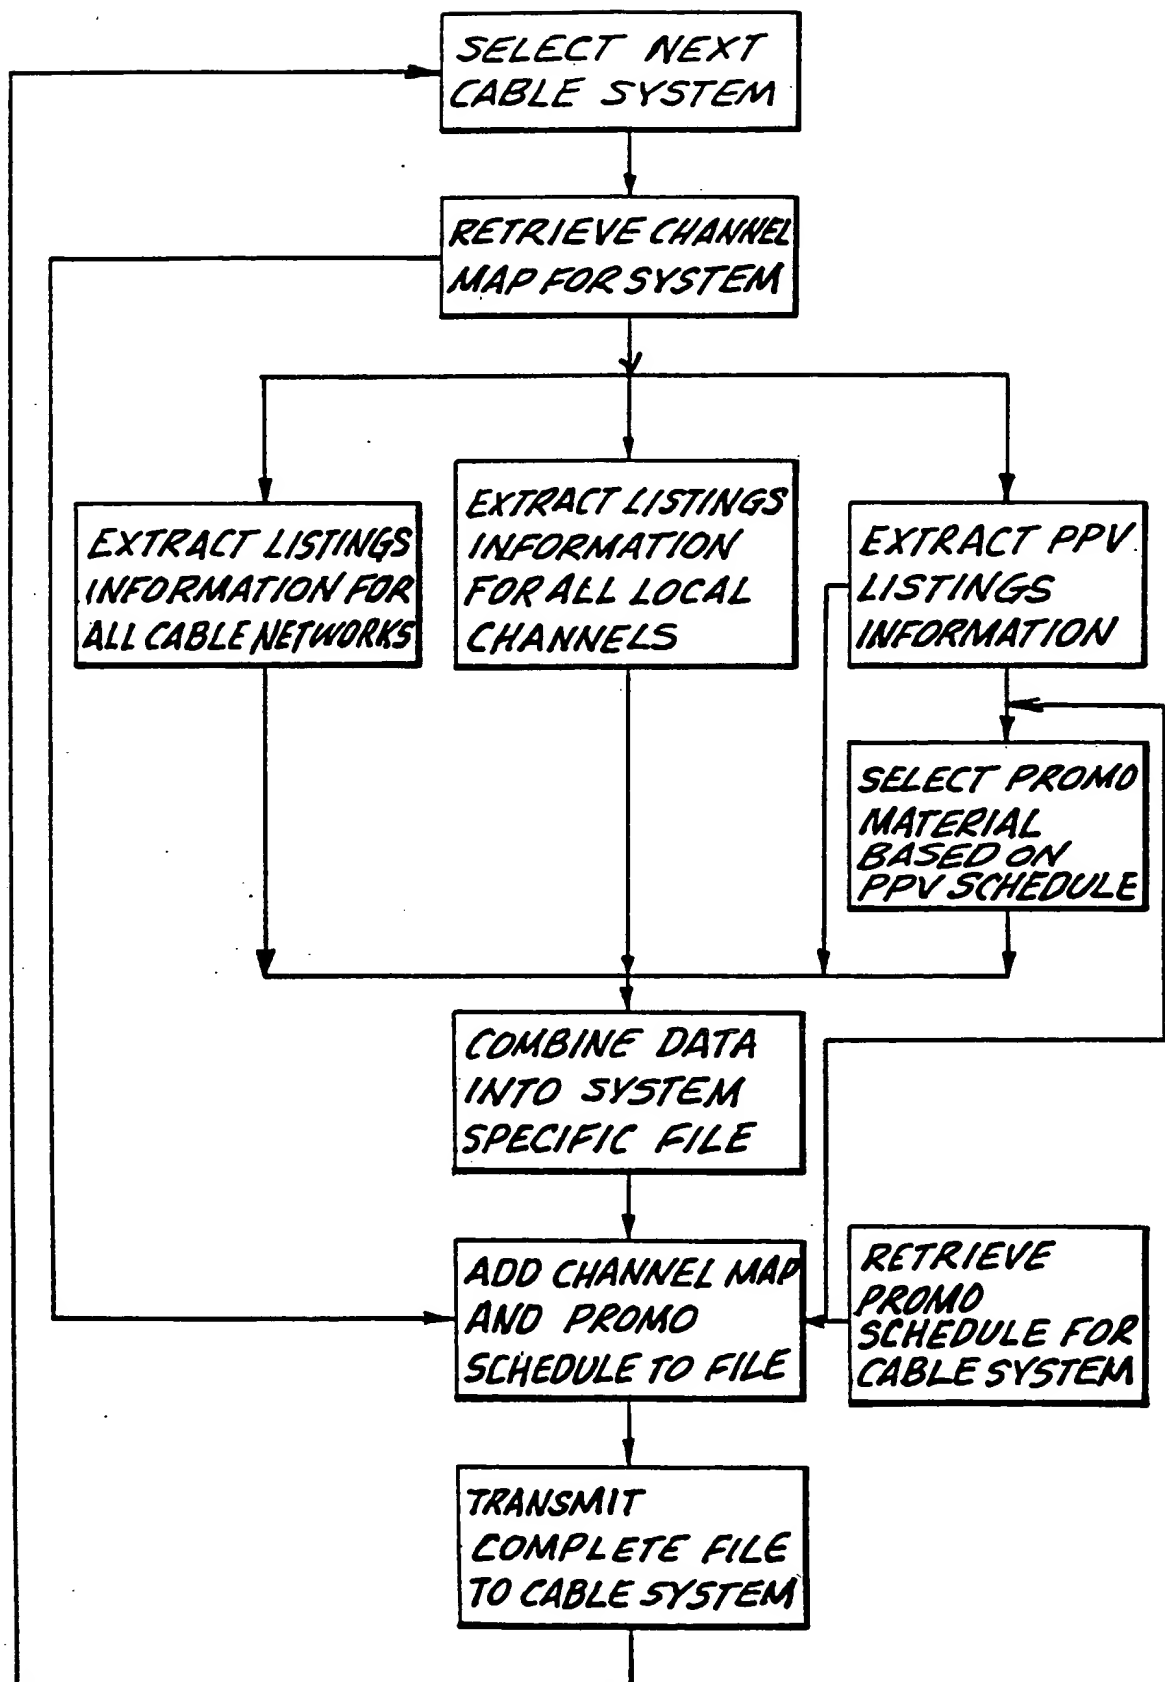 SELECT NEXT
CABLE SYSTEM
RETRIEVE CHANNEL
MAP FOR SYSTEM
EXTRACT LISTINGS
INFORMATION FOR
ALL CABLE NETWORKS
EXTRACT LISTINGS
INFORMATION
FOR ALL LOCAL
CHANNELS
EXTRACT PPV
LISTINGS
INFORMATION
SELECT PROMO
MATERIAL
BASED ON
PPV SCHEDULE
COMBINE DATA
INTO SYSTEM
SPECIFIC FILE
ADD CHANNEL MAP
AND PROMO
SCHEDULE TO FILE
RETRIEVE
PROMO
SCHEDULE FOR
CABLE SYSTEM
TRANSMIT
COMPLETE FILE
TO CABLE SYSTEM